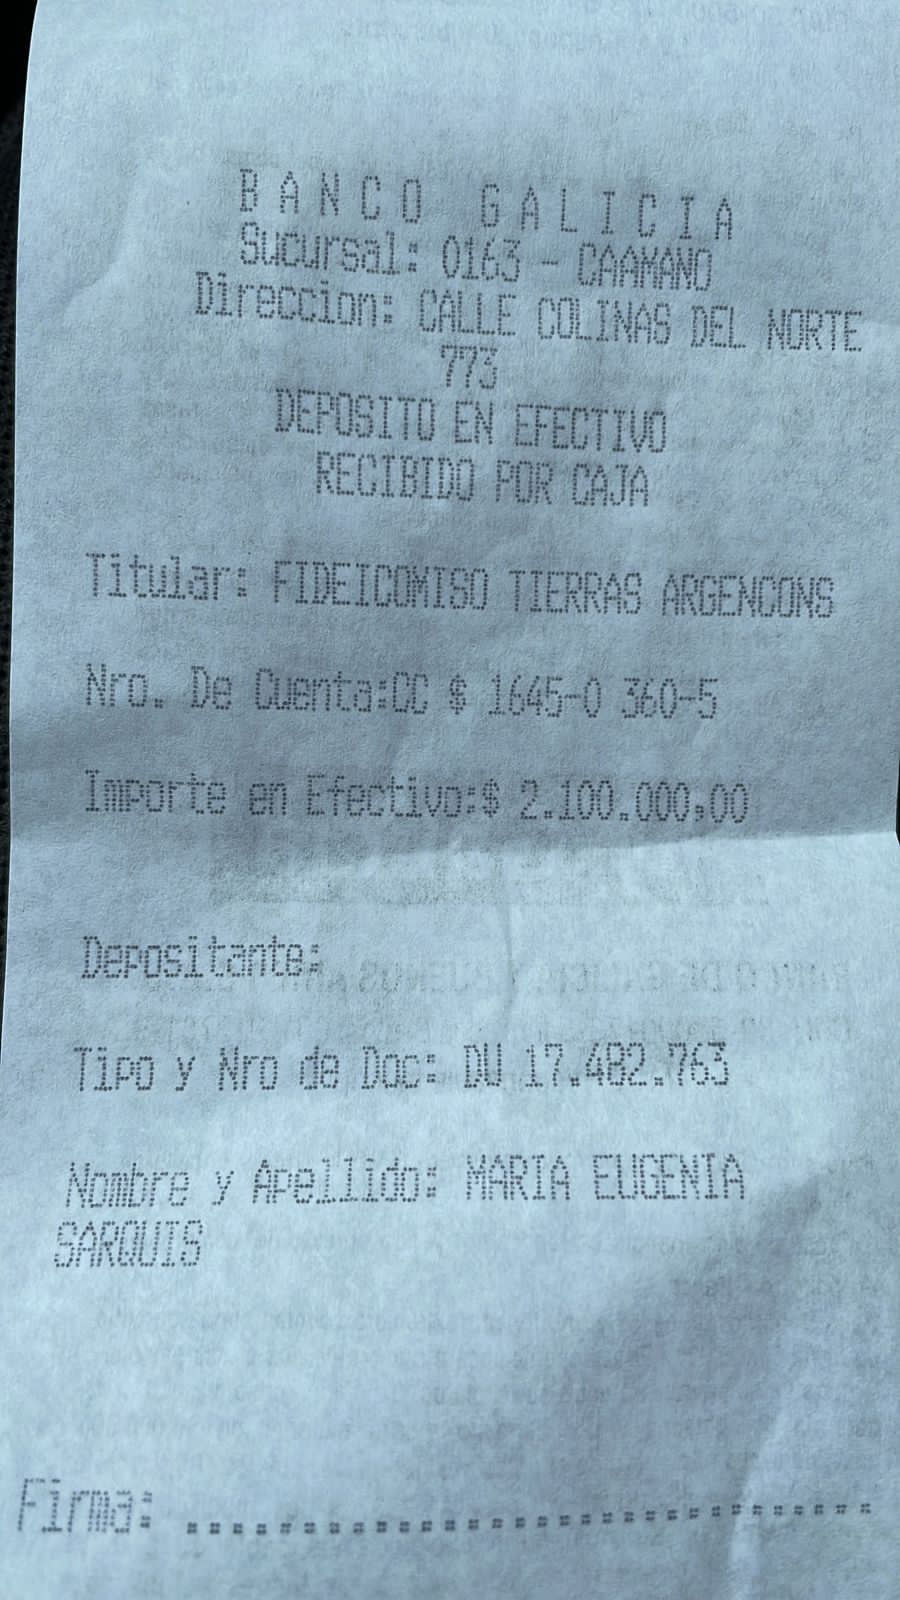 BANCO GALICIA
Sucursal: 0163 - CAAMANO
Direccion: CALLE COLINAS DEL NORTE
773
DEPOSITO EN EFECTIVO
RECIBIDO POR CAJA
Titular: FIDEICOMISO TIERRAS ARGENCONS
Nro. De Cuenta:CC $ 1645-0 360-5
Importe en Efectivo:$ 2.100.000,00
Depositante:
Tipo y Nro de Doc: DU 17.482.763
Nombre y Apellido: MARIA EUGENIA
SARQUIS
Firma: ..............................